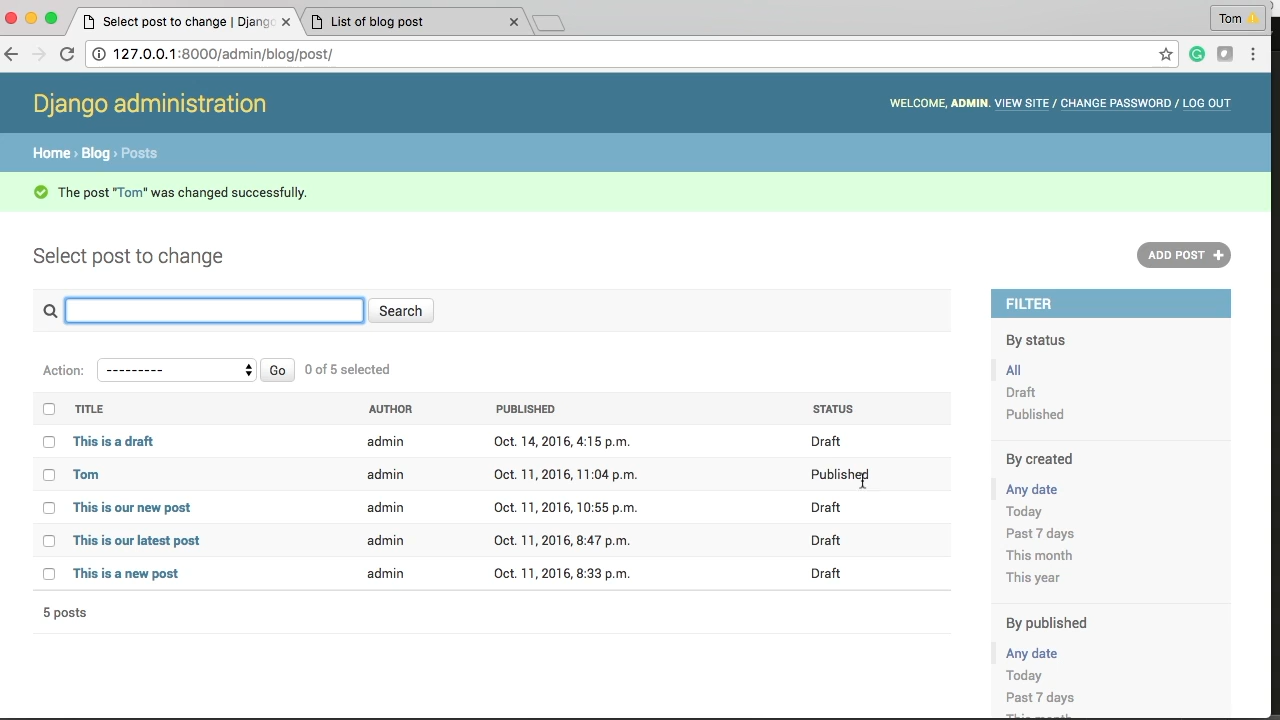 Select post to change | Djang
List of blog post
Tom
127.0.0.1:8000/admin/blog/post/
Django administration
WELCOME, ADMIN. VIEW SITE / CHANGE PASSWORD / LOG OUT
Home › Blog › Posts
The post "Tom" was changed successfully.
Select post to change
ADD POST +
Search
Action: --------- Go 0 of 5 selected
TITLE AUTHOR PUBLISHED STATUS
This is a draft admin Oct. 14, 2016, 4:15 p.m. Draft
Tom admin Oct. 11, 2016, 11:04 p.m. Published
This is our new post admin Oct. 11, 2016, 10:55 p.m. Draft
This is our latest post admin Oct. 11, 2016, 8:47 p.m. Draft
This is a new post admin Oct. 11, 2016, 8:33 p.m. Draft
5 posts
FILTER
By status
All
Draft
Published
By created
Any date
Today
Past 7 days
This month
This year
By published
Any date
Today
Past 7 days
This month